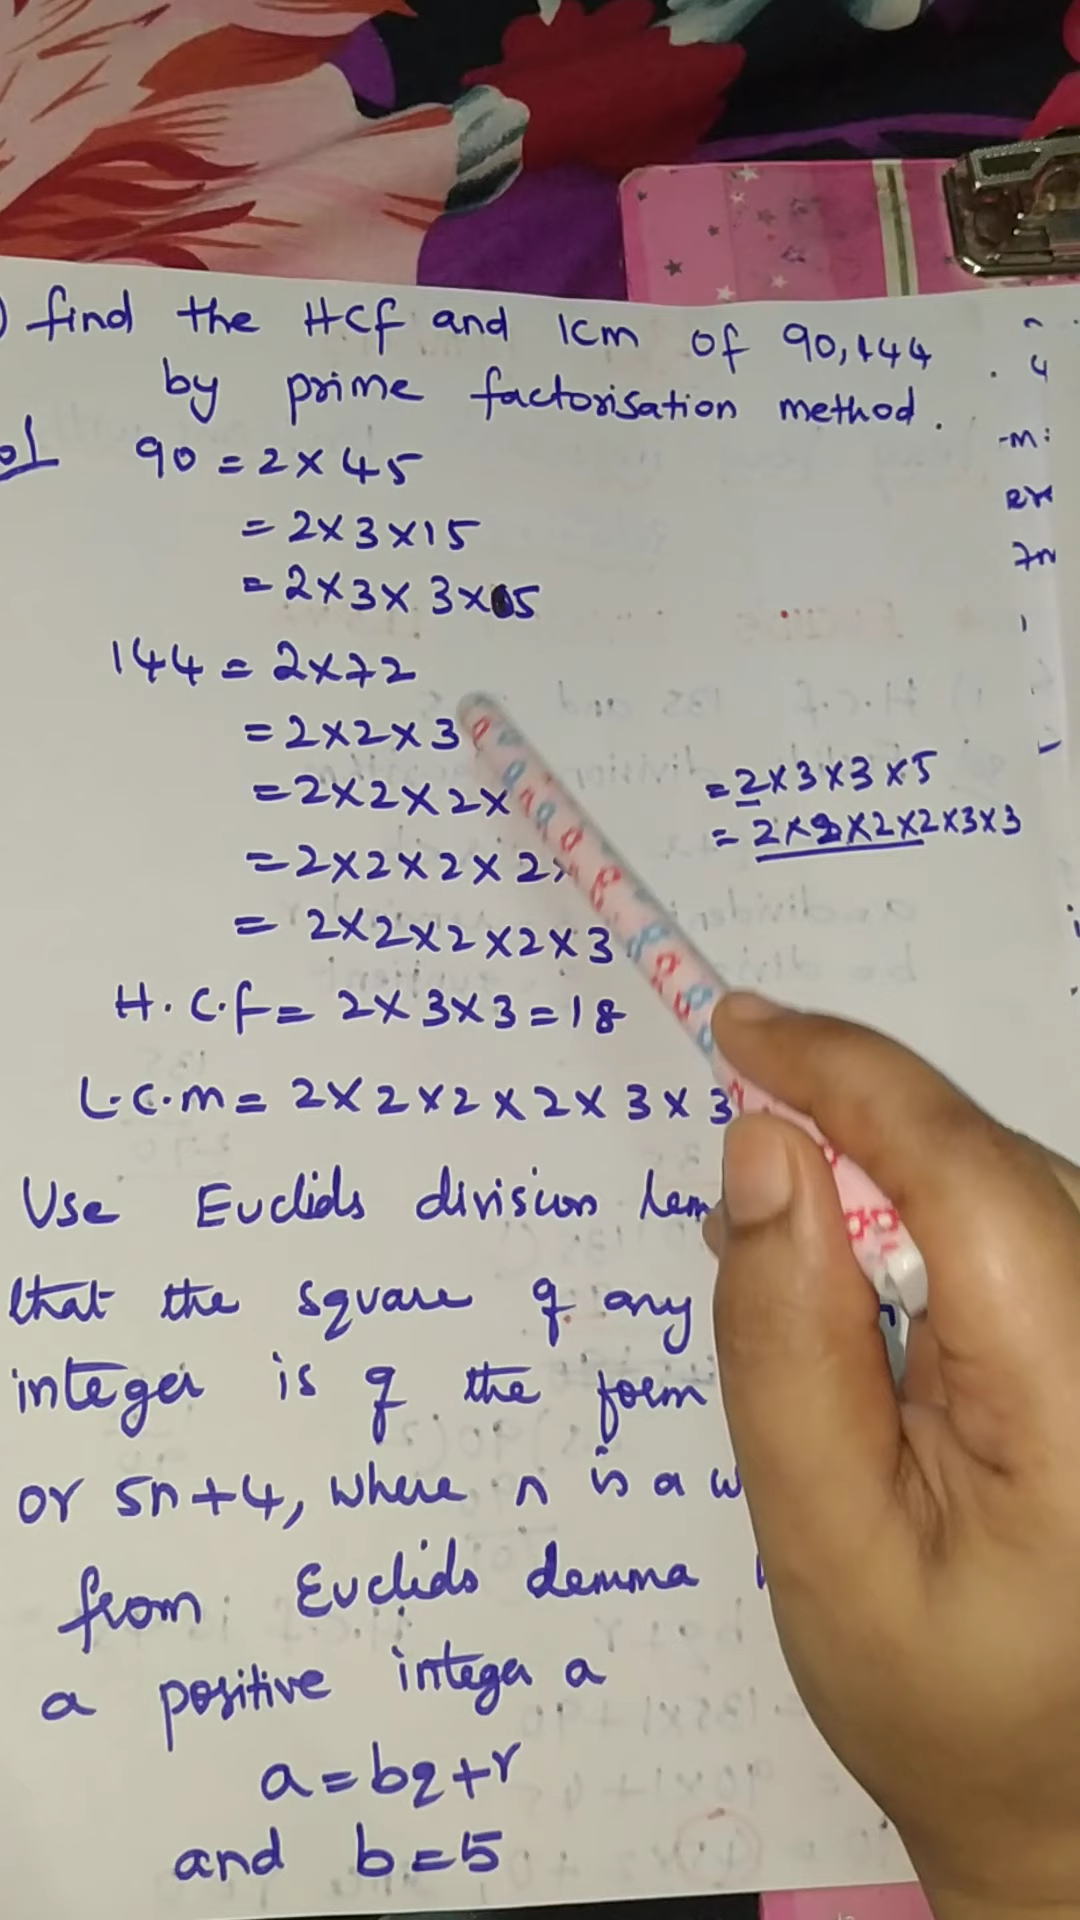 find the HCf and lcm of 90,144
by prime factorisation method.
90 = 2 × 45
= 2 × 3 × 15
= 2 × 3 × 3 × 5
144 = 2 × 72
= 2 × 2 × 3
= 2 × 2 × 2 ×
= 2 × 2 × 2 × 2 ×
= 2 × 2 × 2 × 2 × 3
= 2 × 3 × 3 × 5
= 2 × 2 × 2 × 2 × 3 × 3
H.C.f = 2 × 3 × 3 = 18
L.C.m = 2 × 2 × 2 × 2 × 3 × 3
Use Euclids division
that the square of any
integer is of the form
or 5n + 4, where n is a
from Euclids lemma
a positive integer a
a = bq + r
and b = 5